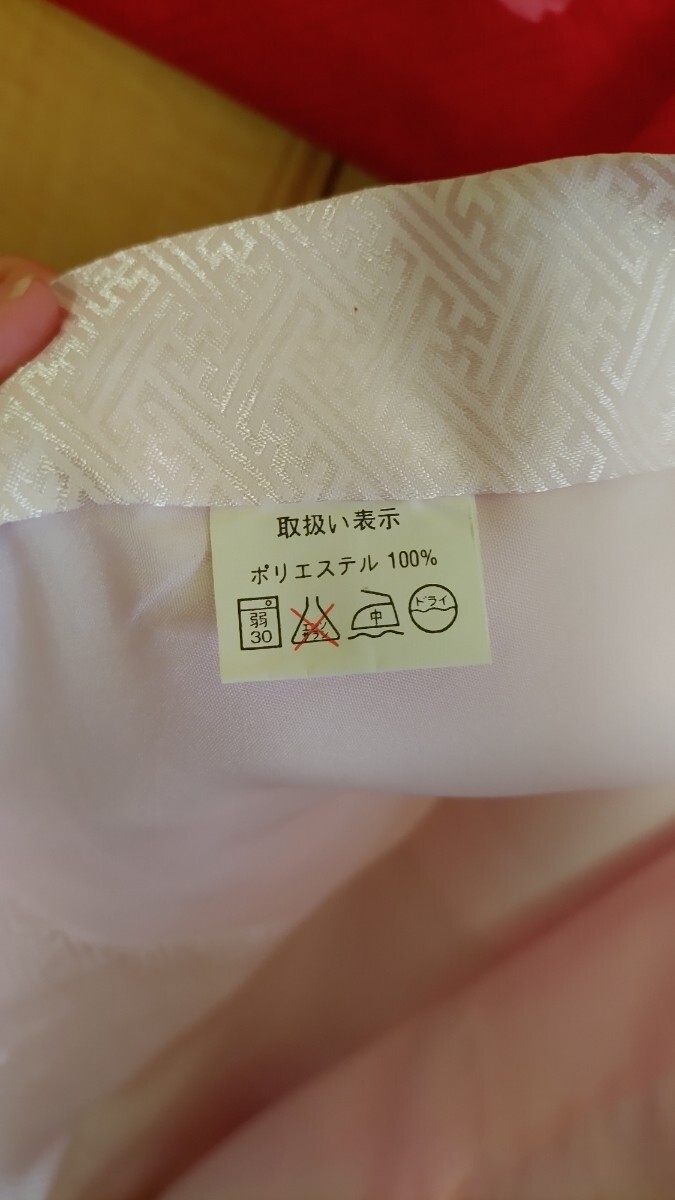 取扱い表示
ポリエステル 100%
弱
30
エンソ
サラシ
中
ドライ